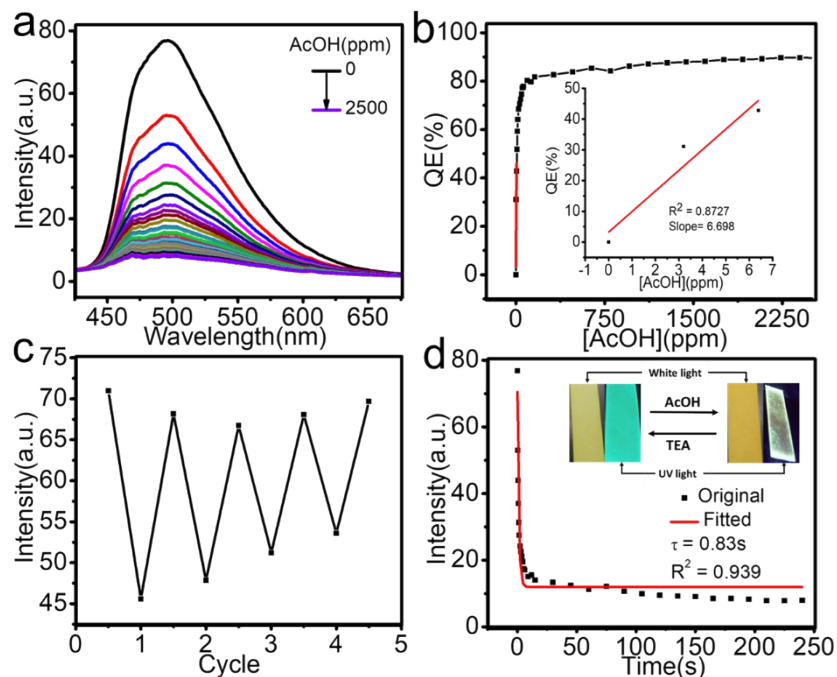 a
AcOH(ppm)
0
2500
80
60
40
20
0
Intensity(a.u.)
450 500 550 600 650
Wavelength(nm)
b
100
80
60
40
20
0
QE(%)
0 750 1500 2250
[AcOH](ppm)
50
40
30
20
10
0
QE(%)
R² = 0.8727
Slope= 6.698
-1 0 1 2 3 4 5 6 7
[AcOH](ppm)
c
75
70
65
60
55
50
45
Intensity(a.u.)
0 1 2 3 4 5
Cycle
d
80
60
40
20
0
Intensity(a.u.)
White light
AcOH
TEA
UV light
Original
Fitted
τ = 0.83s
R² = 0.939
0 50 100 150 200 250
Time(s)